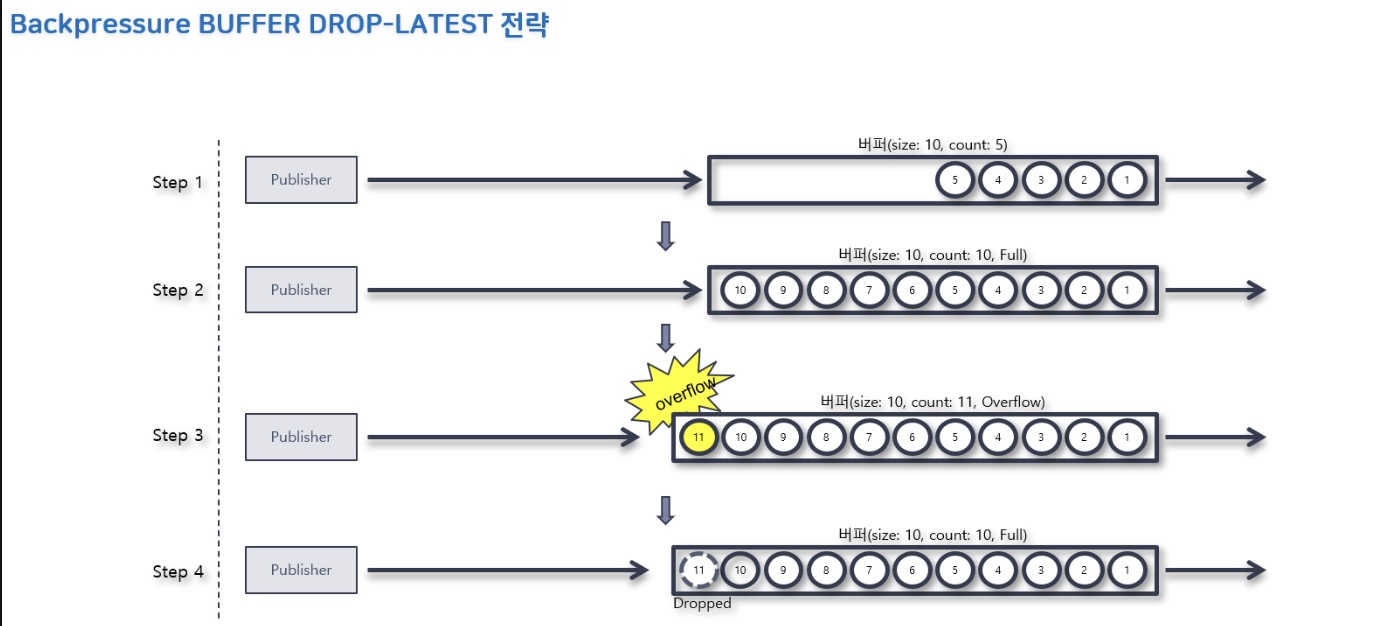 Backpressure BUFFER DROP-LATEST 전략
버퍼(size: 10, count: 5)
Step 1
Publisher
5 4 3 2 1
버퍼(size: 10, count: 10, Full)
Step 2
Publisher
10 9 8 7 6 5 4 3 2 1
overflow
버퍼(size: 10, count: 11, Overflow)
Step 3
Publisher
11 10 9 8 7 6 5 4 3 2 1
버퍼(size: 10, count: 10, Full)
Step 4
Publisher
11 10 9 8 7 6 5 4 3 2 1
Dropped